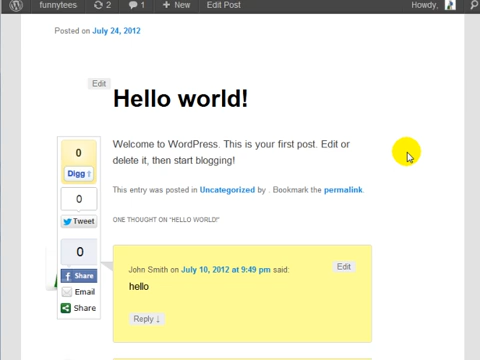 funnytees 2 1 + New Edit Post Howdy,
Posted on July 24, 2012
Edit
Hello world!
0
Digg
0
Tweet
0
Share
Email
Share
Welcome to WordPress. This is your first post. Edit or
delete it, then start blogging!
This entry was posted in Uncategorized by . Bookmark the permalink.
ONE THOUGHT ON “HELLO WORLD!”
John Smith on July 10, 2012 at 9:49 pm said:
Edit
hello
Reply ↓